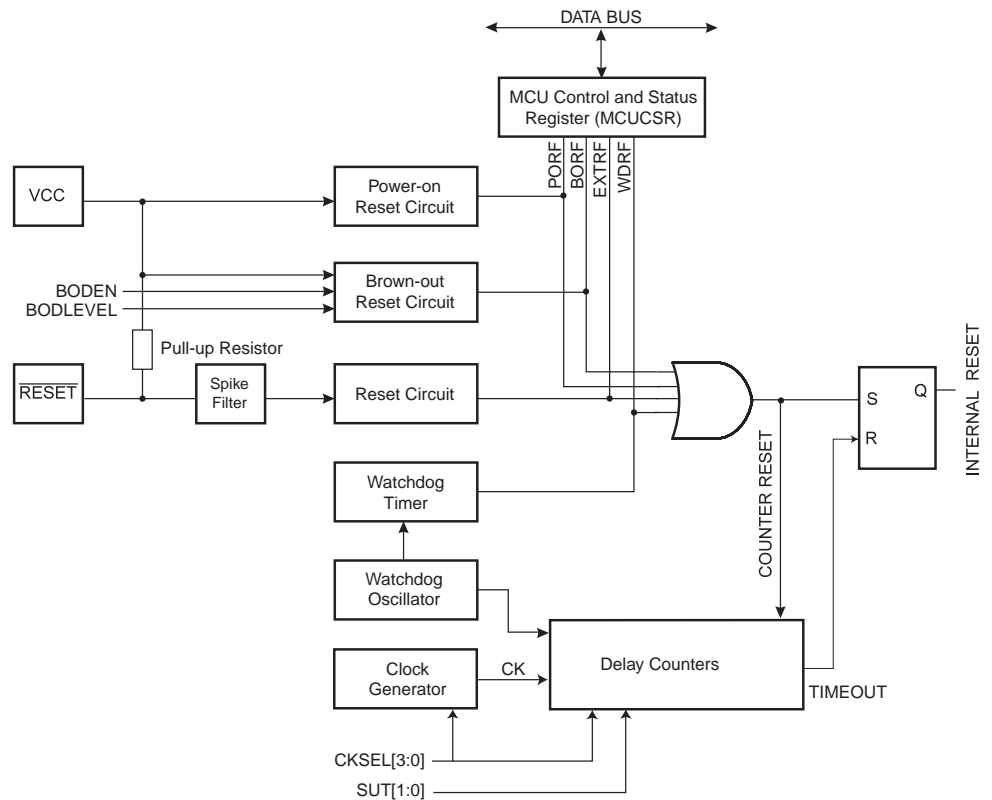 DATA BUS
MCU Control and Status
Register (MCUCSR)
PORF
BORF
EXTRF
WDRF
VCC
Power-on
Reset Circuit
BODEN
BODLEVEL
Brown-out
Reset Circuit
Pull-up Resistor
RESET
Spike
Filter
Reset Circuit
S
Q
R
INTERNAL RESET
COUNTER RESET
Watchdog
Timer
Watchdog
Oscillator
Clock
Generator
CK
Delay Counters
TIMEOUT
CKSEL[3:0]
SUT[1:0]